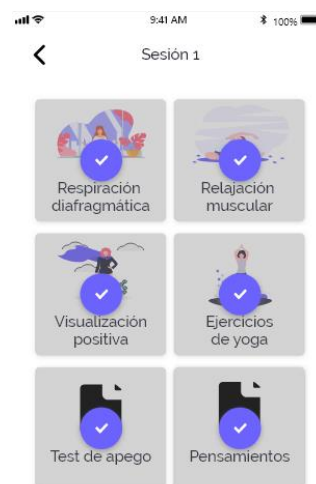 9:41 AM
100%
Sesión 1
Respiración
diafragmática
Relajación
muscular
Visualización
positiva
Ejercicios
de yoga
Test de apego
Pensamientos